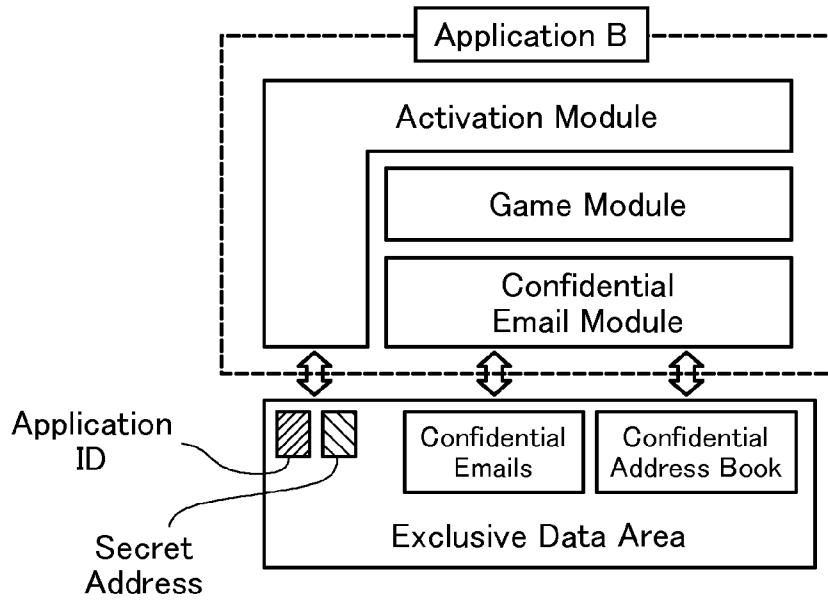 Application B
Activation Module
Game Module
Confidential
Email Module
Application
ID
Confidential
Emails
Confidential
Address Book
Secret
Address
Exclusive Data Area